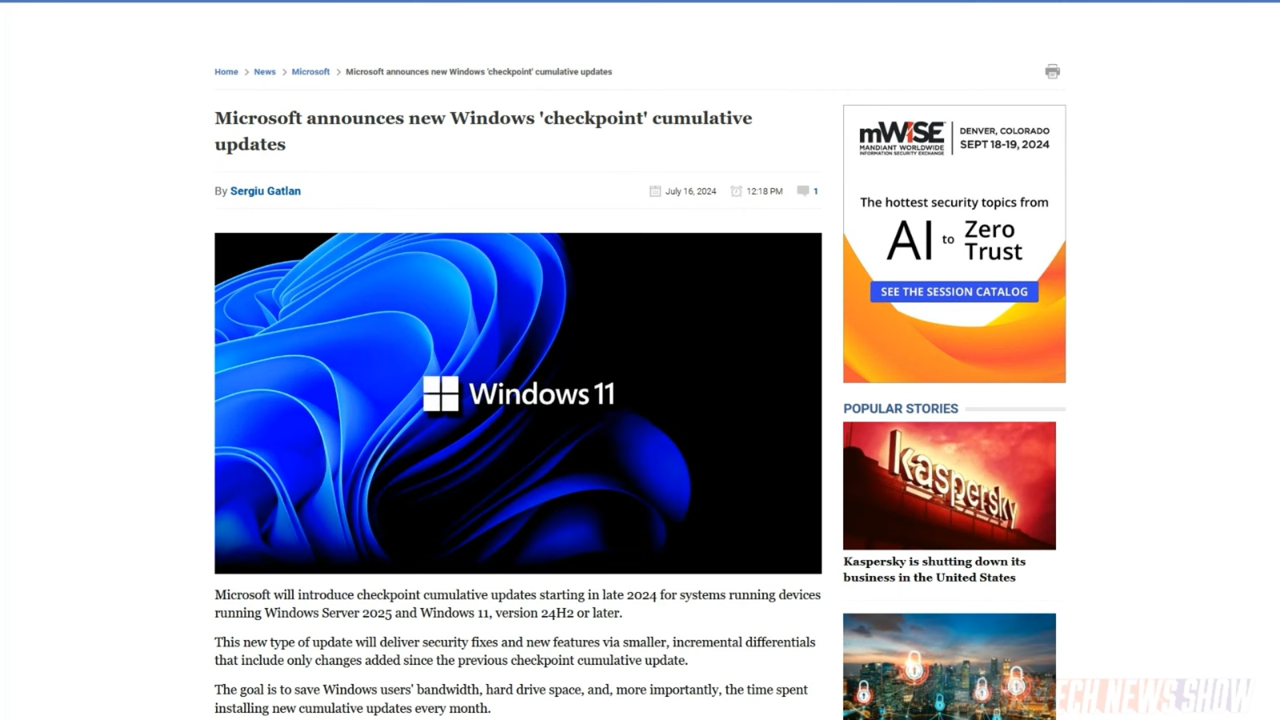 Home > News > Microsoft > Microsoft announces new Windows 'checkpoint' cumulative updates
Microsoft announces new Windows 'checkpoint' cumulative
updates
By Sergiu Gatlan
July 16, 2024
12:18 PM
1
Windows 11
Microsoft will introduce checkpoint cumulative updates starting in late 2024 for systems running devices
running Windows Server 2025 and Windows 11, version 24H2 or later.
This new type of update will deliver security fixes and new features via smaller, incremental differentials
that include only changes added since the previous checkpoint cumulative update.
The goal is to save Windows users' bandwidth, hard drive space, and, more importantly, the time spent
installing new cumulative updates every month.
mWISE
MANDIANT WORLDWIDE
INFORMATION SECURITY EXCHANGE
DENVER, COLORADO
SEPT 18-19, 2024
The hottest security topics from
AI to Zero
Trust
SEE THE SESSION CATALOG
POPULAR STORIES
kaspersky
Kaspersky is shutting down its
business in the United States
TECH NEWS SHOW